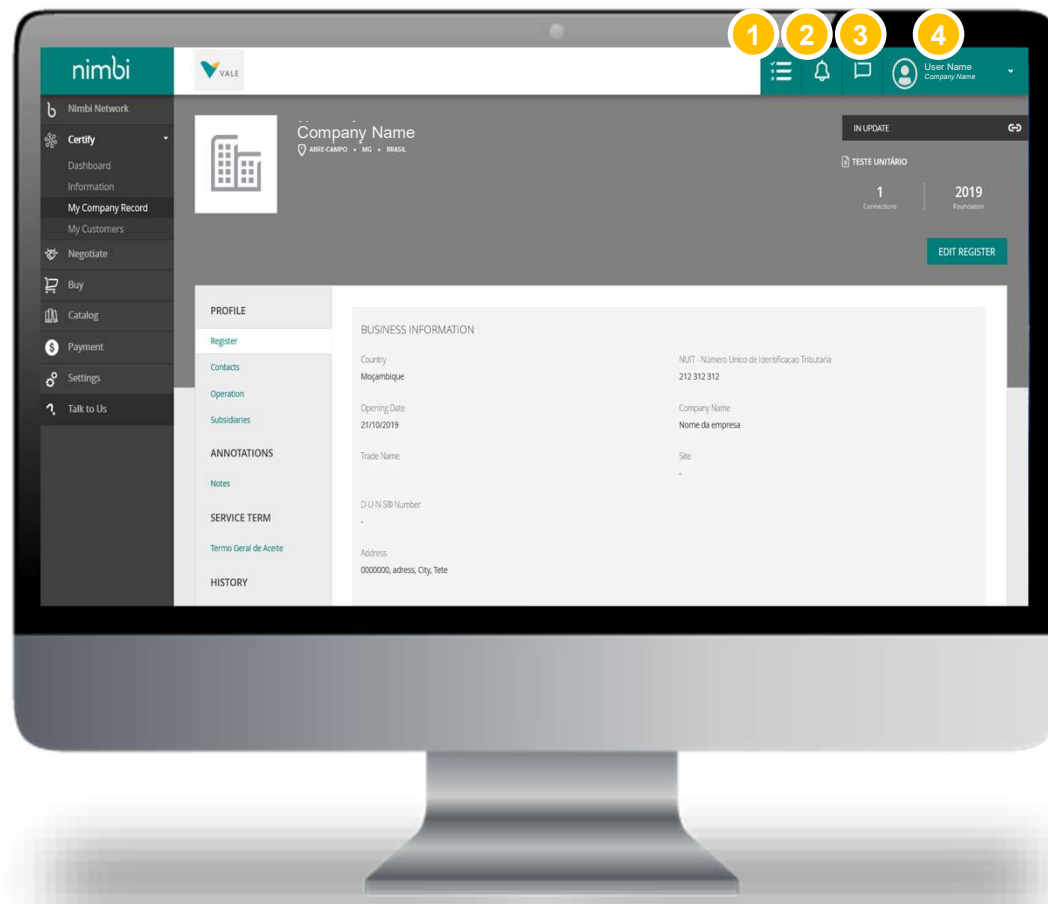 1 2 3 4
nimbi
VALE
User Name
Company Name
Nimbi Network
Certify
Dashboard
Information
My Company Record
My Customers
Negotiate
Buy
Catalog
Payment
Settings
Talk to Us
Company Name
ABRE-CAMPO • MG • BRASIL
IN UPDATE
TESTE UNITÁRIO
1 2019
Connections Foundation
EDIT REGISTER
PROFILE
Register
Contacts
Operation
Subsidiaries
ANNOTATIONS
Notes
SERVICE TERM
Termo Geral de Aceite
HISTORY
BUSINESS INFORMATION
Country
Moçambique
NUIT - Número Unico de Identificacao Tributaria
212 312 312
Opening Date
21/10/2019
Company Name
Nome da empresa
Trade Name
Site
-
D-U-N-S® Number
-
Address
0000000, adress, City, Tete